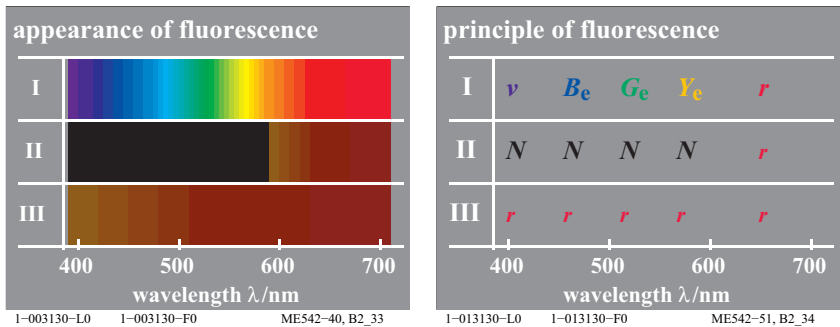 appearance of fluorescence
I
II
III
400 500 600 700
wavelength λ/nm
1−003130−L0 1−003130−F0 ME542−40, B2_33
principle of fluorescence
I v Be Ge Ye r
II N N N N r
III r r r r r
400 500 600 700
wavelength λ/nm
1−013130−L0 1−013130−F0 ME542−51, B2_34